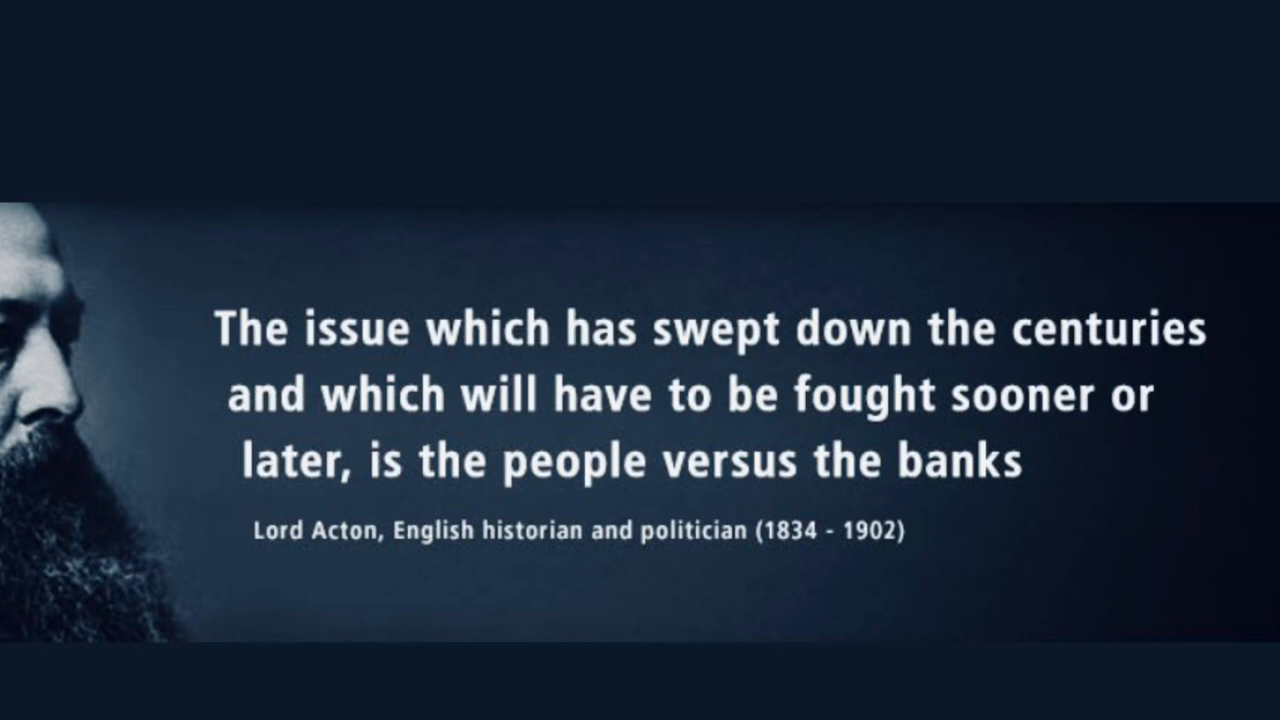 The issue which has swept down the centuries
and which will have to be fought sooner or
later, is the people versus the banks
Lord Acton, English historian and politician (1834 - 1902)